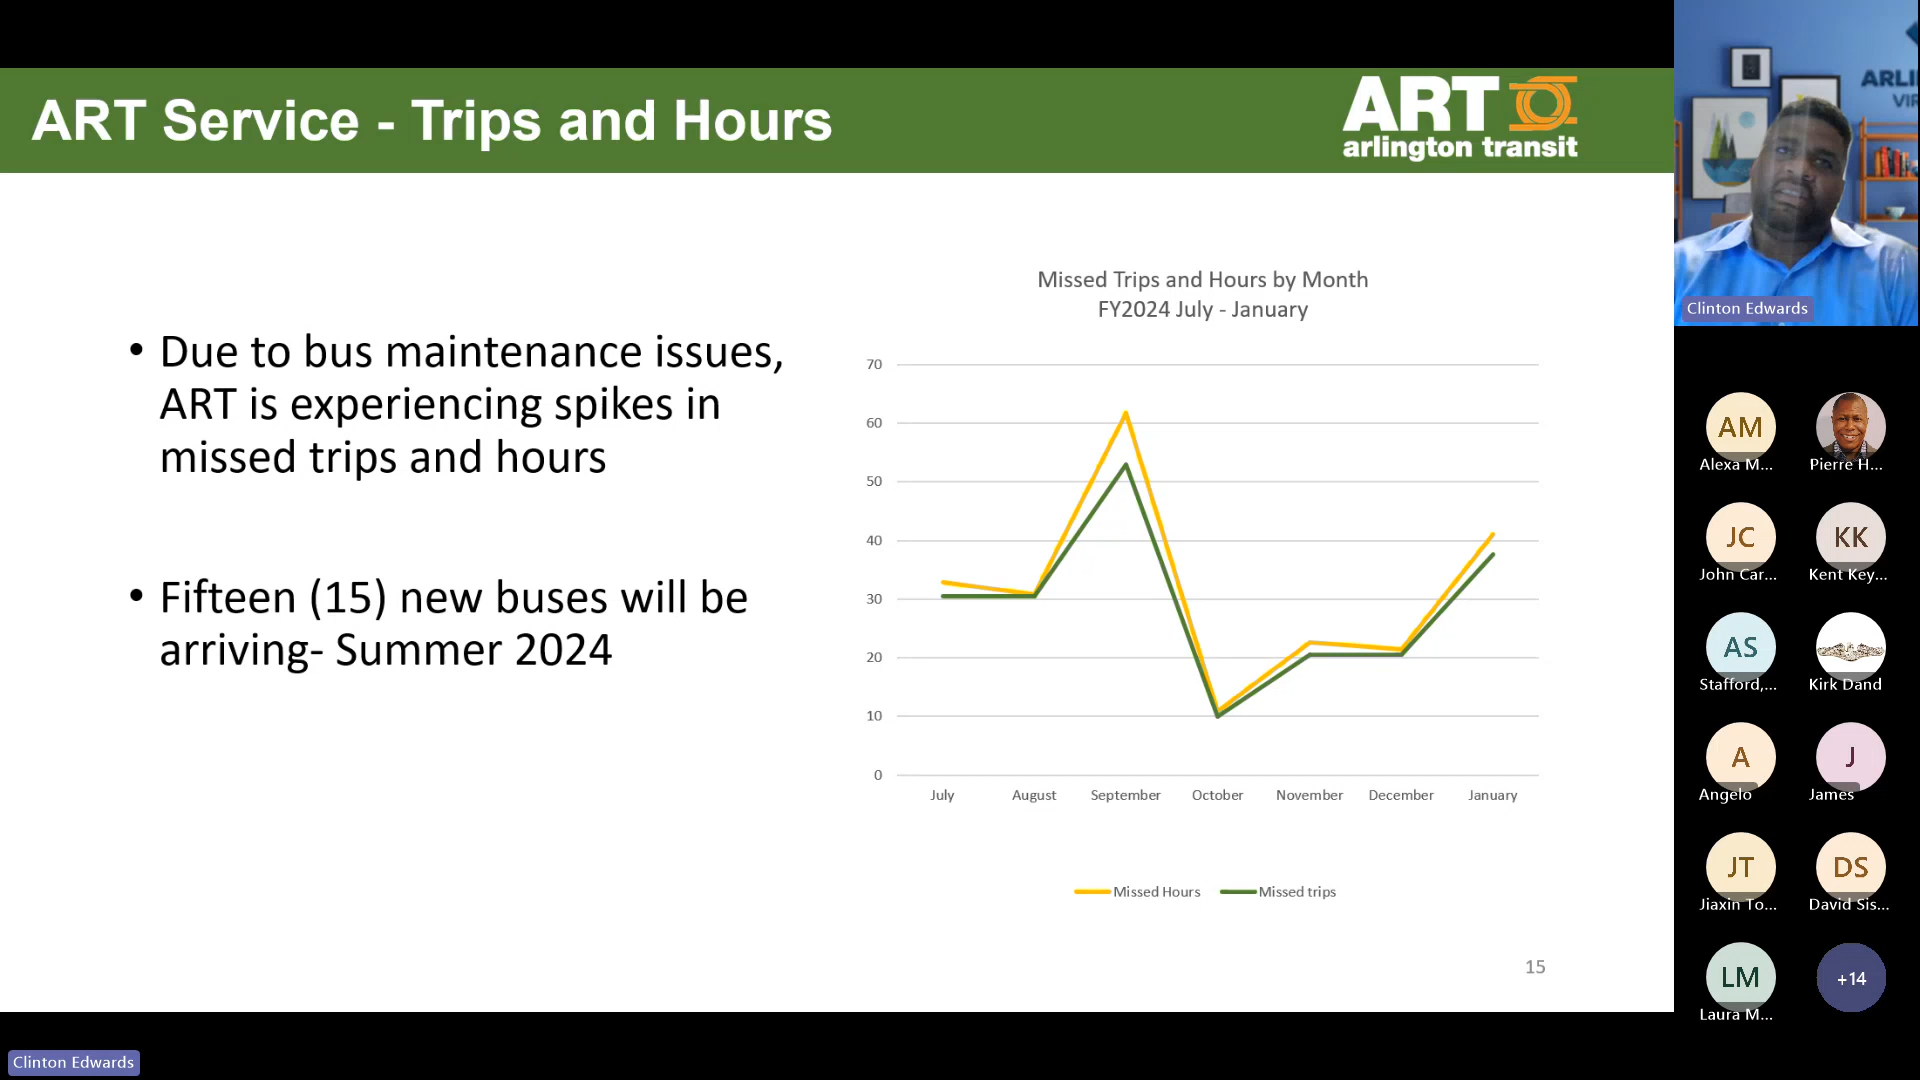 ART Service - Trips and Hours
ART
arlington transit
ARLI
VIR
Clinton Edwards
• Due to bus maintenance issues,
ART is experiencing spikes in
missed trips and hours
• Fifteen (15) new buses will be
arriving- Summer 2024
Missed Trips and Hours by Month
FY2024 July - January
70
60
50
40
30
20
10
0
July August September October November December January
Missed Hours Missed trips
15
AM
Alexa M... Pierre H...
JC KK
John Car... Kent Key...
AS
Stafford,... Kirk Dand
A J
Angelo James
JT DS
Jiaxin To... David Sis...
LM +14
Laura M...
Clinton Edwards